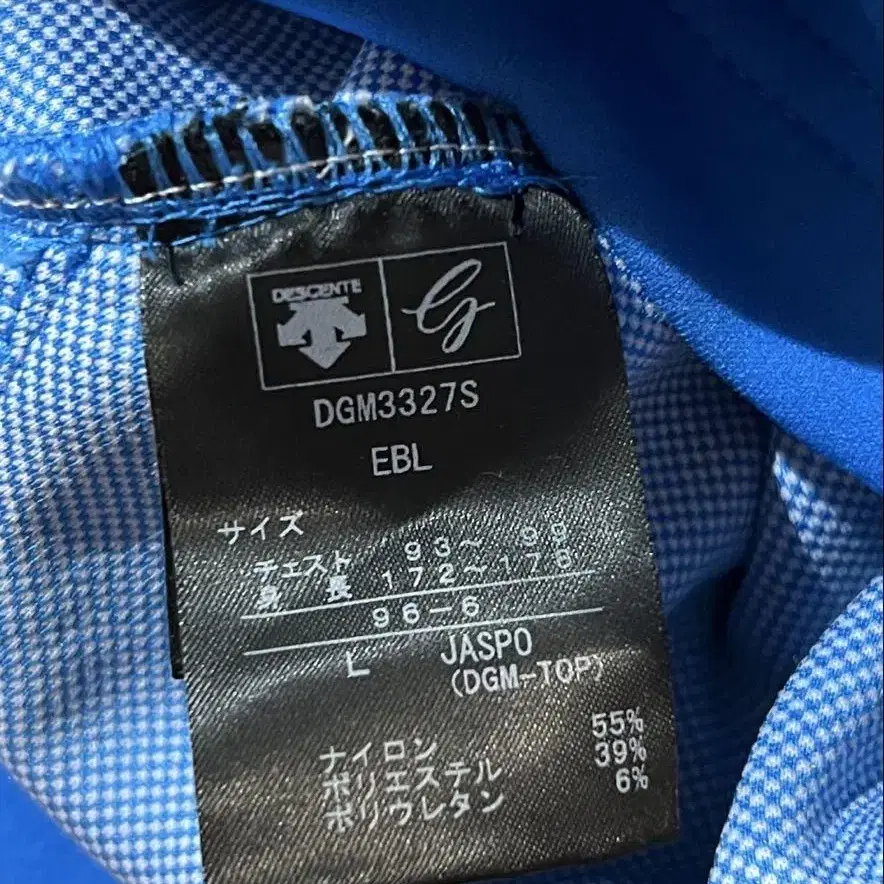 DESCENTE
DGM3327S
EBL
サイズ
チェスト 93～99
身長 172～178
96-6
L JASPO
(DGM-TOP)
ナイロン 55%
ポリエステル 39%
ポリウレタン 6%